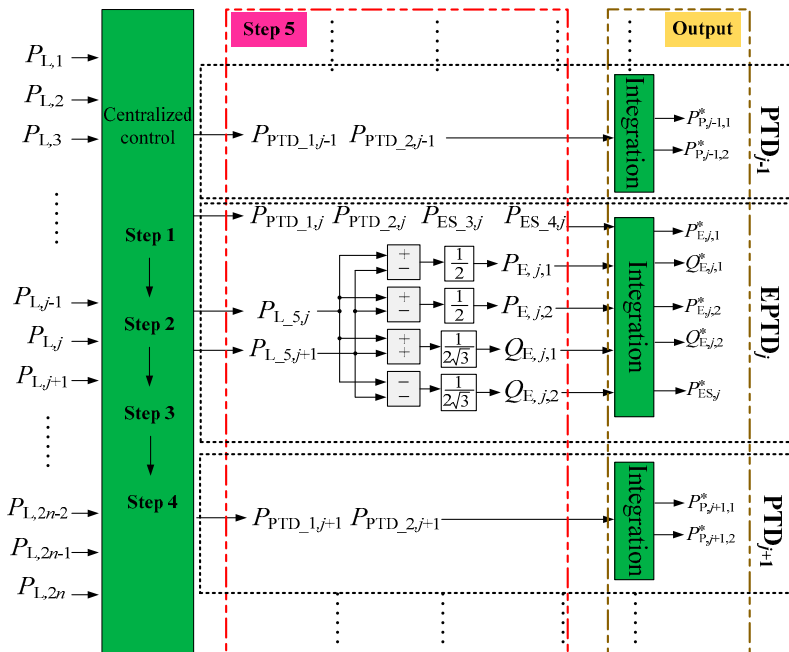 Step 5
Output
P_L,1
P_L,2
P_L,3
P_L,j-1
P_L,j
P_L,j+1
P_L,2n-2
P_L,2n-1
P_L,2n
Centralized
control
Step 1
Step 2
Step 3
Step 4
P_PTD_1,j-1 P_PTD_2,j-1
Integration
P*_P,j-1,1
P*_P,j-1,2
PTD_j-1
P_PTD_1,j P_PTD_2,j P_ES_3,j P_ES_4,j
P_L_5,j
P_L_5,j+1
+ − 1/2 P_E,j,1
+ − 1/2 P_E,j,2
+ + 1/2√3 Q_E,j,1
− − 1/2√3 Q_E,j,2
Integration
P*_E,j,1
Q*_E,j,1
P*_E,j,2
Q*_E,j,2
P*_ES,j
EPTD_j
P_PTD_1,j+1 P_PTD_2,j+1
Integration
P*_P,j+1,1
P*_P,j+1,2
PTD_j+1